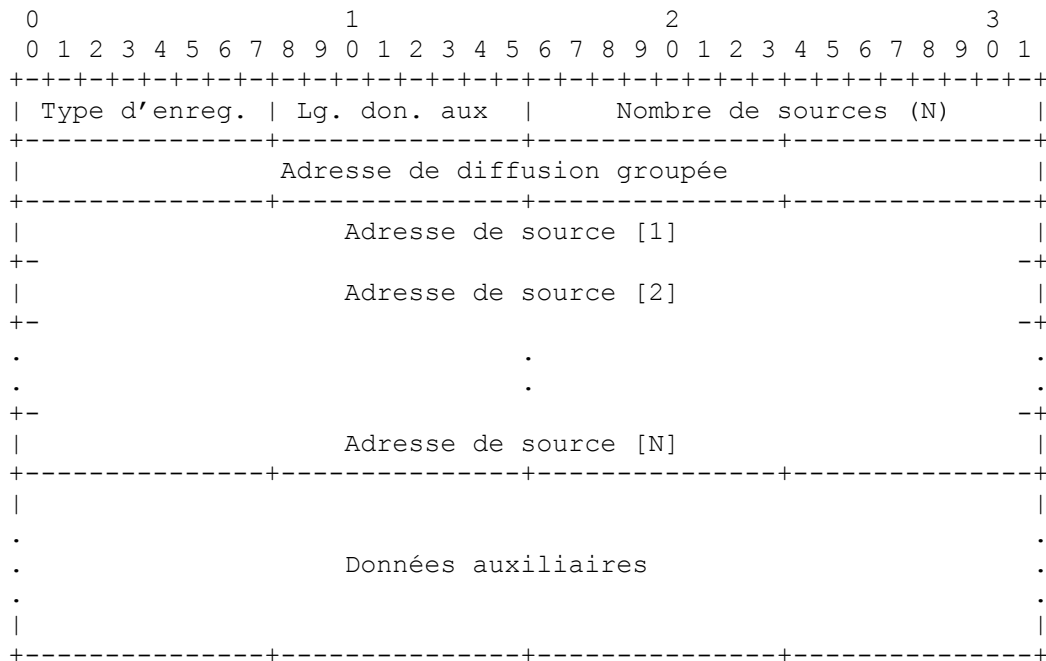 0                   1                   2                   3
0 1 2 3 4 5 6 7 8 9 0 1 2 3 4 5 6 7 8 9 0 1 2 3 4 5 6 7 8 9 0 1
+-+-+-+-+-+-+-+-+-+-+-+-+-+-+-+-+-+-+-+-+-+-+-+-+-+-+-+-+-+-+-+-+
| Type d’enreg. | Lg. don. aux  |     Nombre de sources (N)     |
+---------------+---------------+---------------+---------------+
|                Adresse de diffusion groupée                   |
+---------------+---------------+---------------+---------------+
|                    Adresse de source [1]                      |
+-                                                             -+
|                    Adresse de source [2]                      |
+-                                                             -+
.                               .                               .
.                               .                               .
+-                                                             -+
|                    Adresse de source [N]                      |
+---------------+---------------+---------------+---------------+
|                                                               |
.                                                               .
.                    Données auxiliaires                        .
.                                                               .
|                                                               |
+---------------+---------------+---------------+---------------+